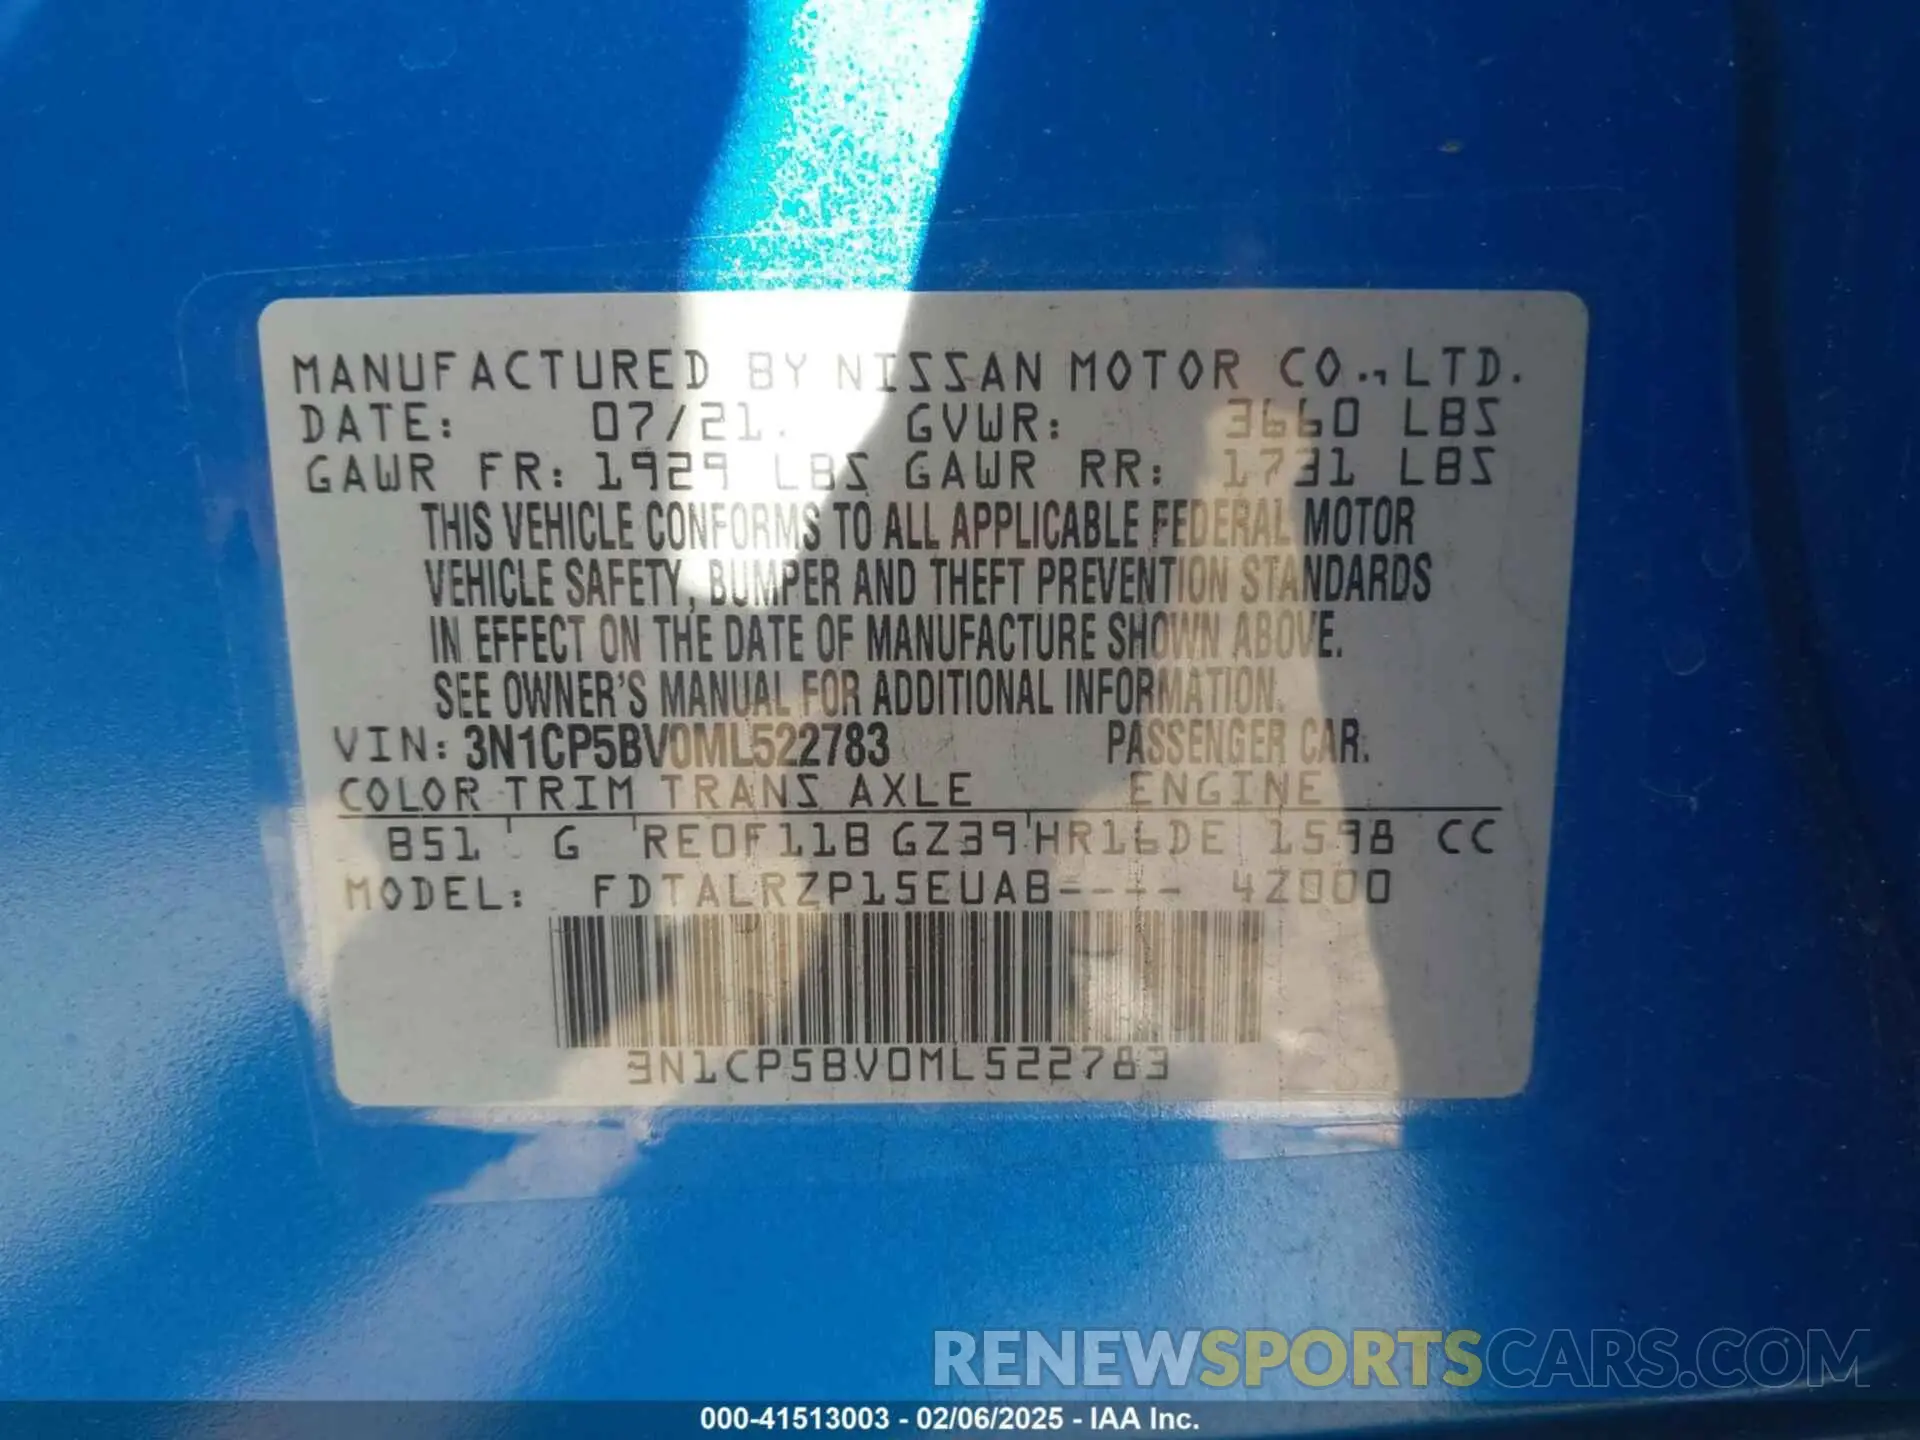 MANUFACTURED BY NISSAN MOTOR CO., LTD.
DATE: 07/21. GVWR: 3660 LBS
GAWR FR: 1929 LBS GAWR RR: 1731 LBS
THIS VEHICLE CONFORMS TO ALL APPLICABLE FEDERAL MOTOR
VEHICLE SAFETY, BUMPER AND THEFT PREVENTION STANDARDS
IN EFFECT ON THE DATE OF MANUFACTURE SHOWN ABOVE.
SEE OWNER'S MANUAL FOR ADDITIONAL INFORMATION.
VIN: 3N1CP5BV0ML522783 PASSENGER CAR.
COLOR TRIM TRANS AXLE ENGINE
B51 G RE0F11B GZ39 HR16DE 1598 CC
MODEL: FDTALRZP15EUAB---- 4Z000
3N1CP5BV0ML522783
RENEWSPORTSCARS.COM
000-41513003 - 02/06/2025 - IAA Inc.